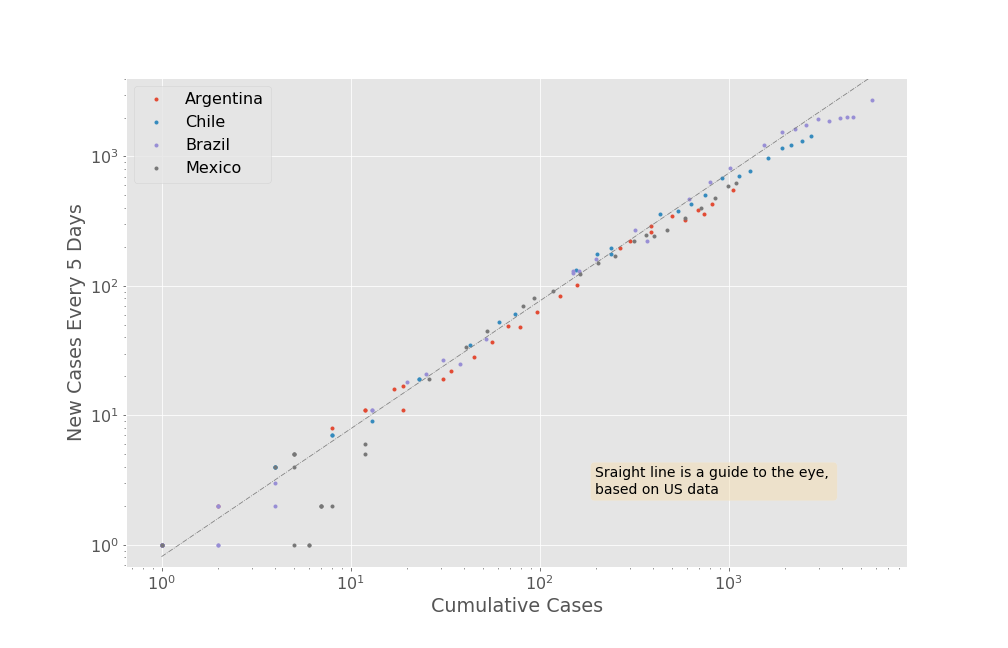 Argentina
Chile
Brazil
Mexico
New Cases Every 5 Days
10³
10²
10¹
10⁰
Sraight line is a guide to the eye,
based on US data
10⁰ 10¹ 10² 10³
Cumulative Cases